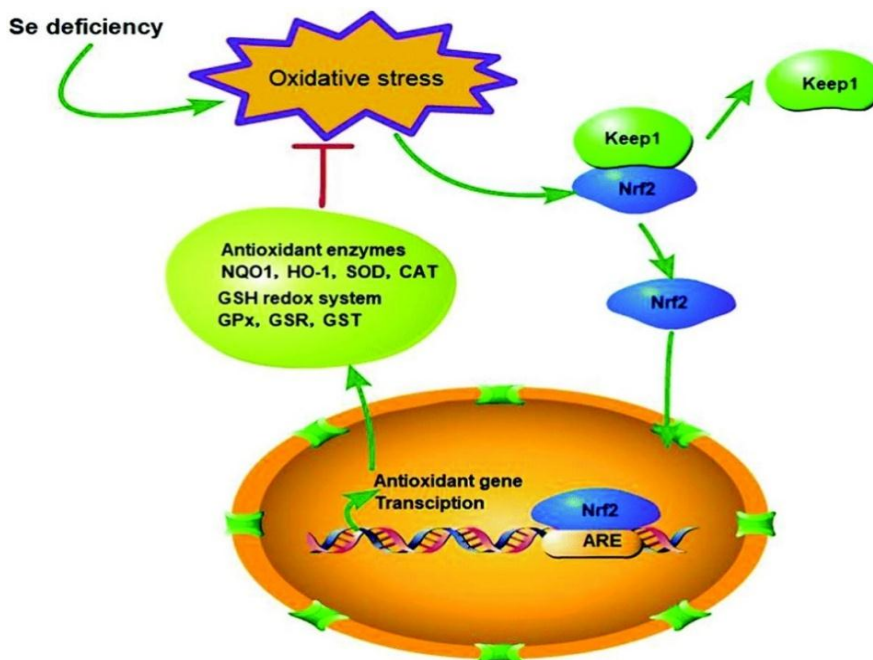 Se deficiency
Oxidative stress
Keep1
Keep1
Nrf2
Nrf2
Antioxidant enzymes
NQO1, HO-1, SOD, CAT
GSH redox system
GPx, GSR, GST
Antioxidant gene
Transciption
Nrf2
ARE